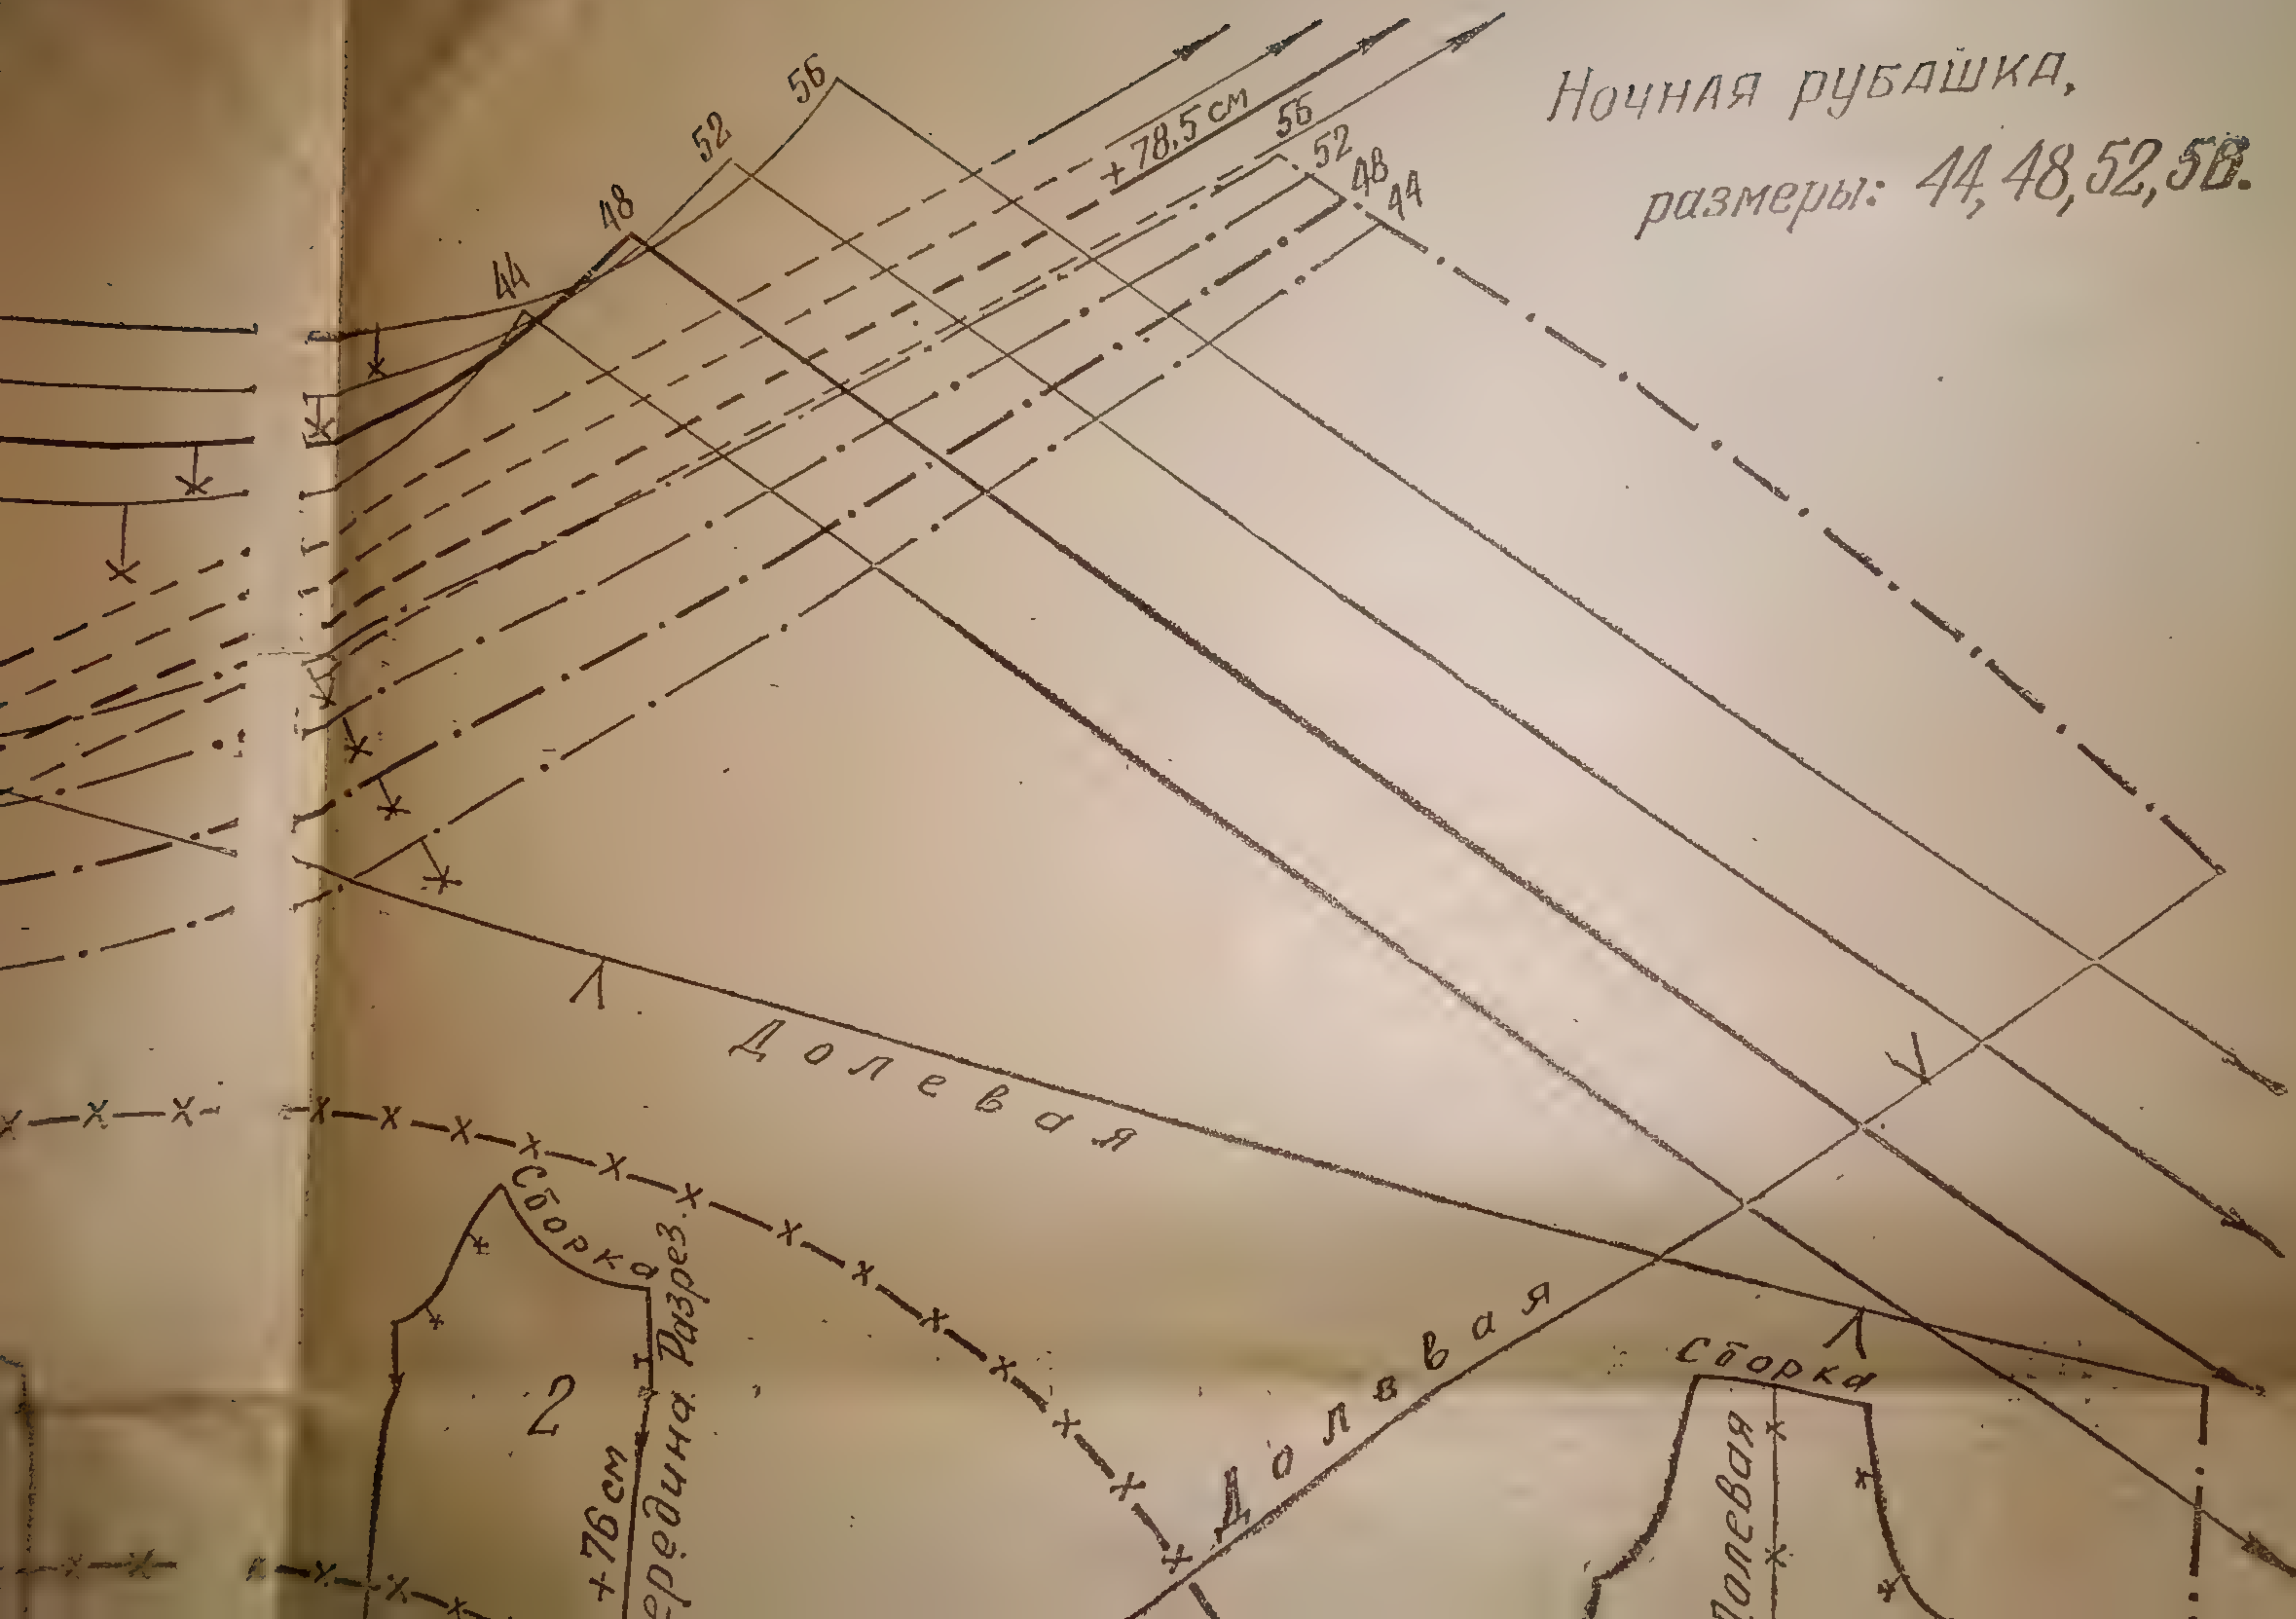 56
+78,5 см
56
Ночная рубашка,
52
52
48
44
размеры: 44, 48, 52, 56.
48
44
Долевая
Сборка
Разрез.
Долевая
Сборка
2
+76 см
Долевая